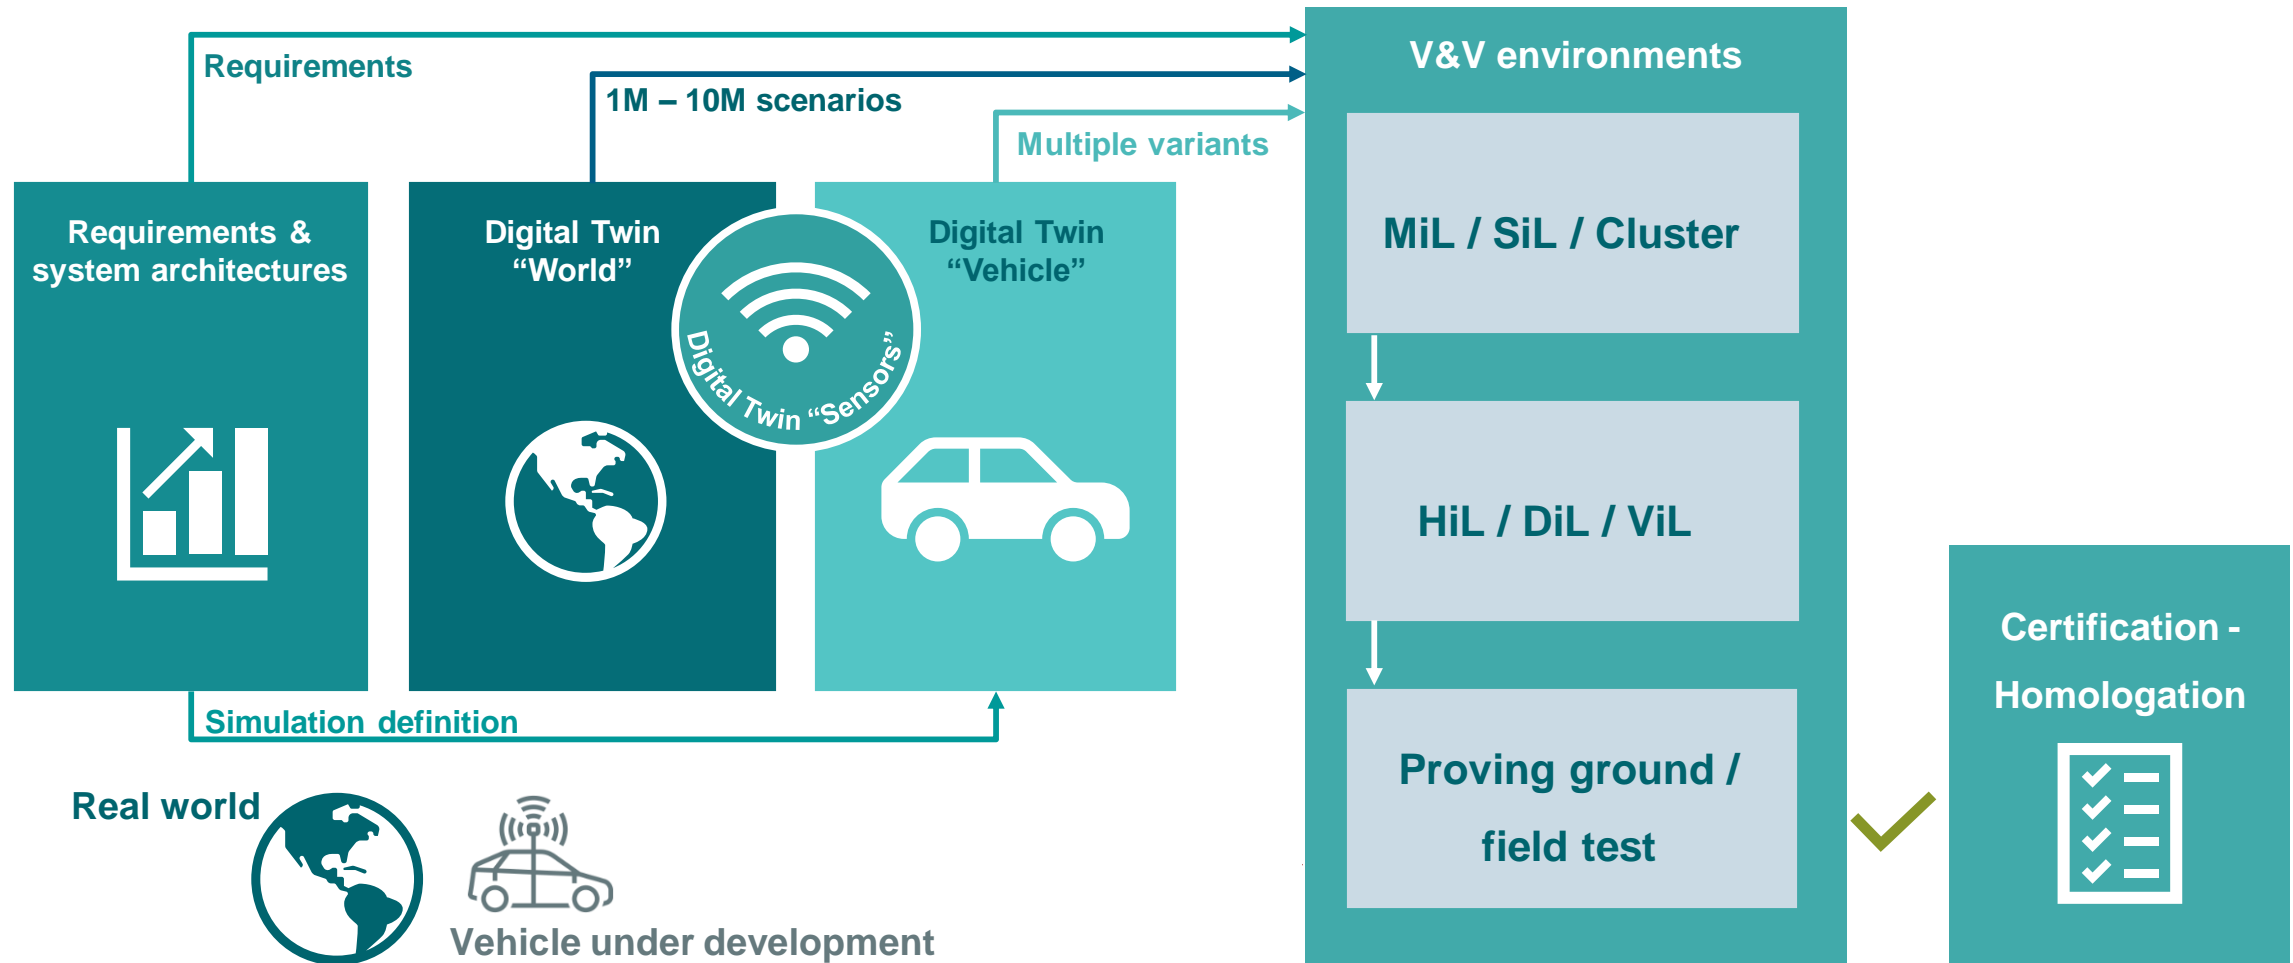 Requirements
1M – 10M scenarios
Multiple variants
Requirements &
system architectures
Digital Twin
“World”
Digital Twin “Sensors”
Digital Twin
“Vehicle”
Simulation definition
Real world
Vehicle under development
V&V environments
MiL / SiL / Cluster
HiL / DiL / ViL
Proving ground /
field test
Certification -
Homologation